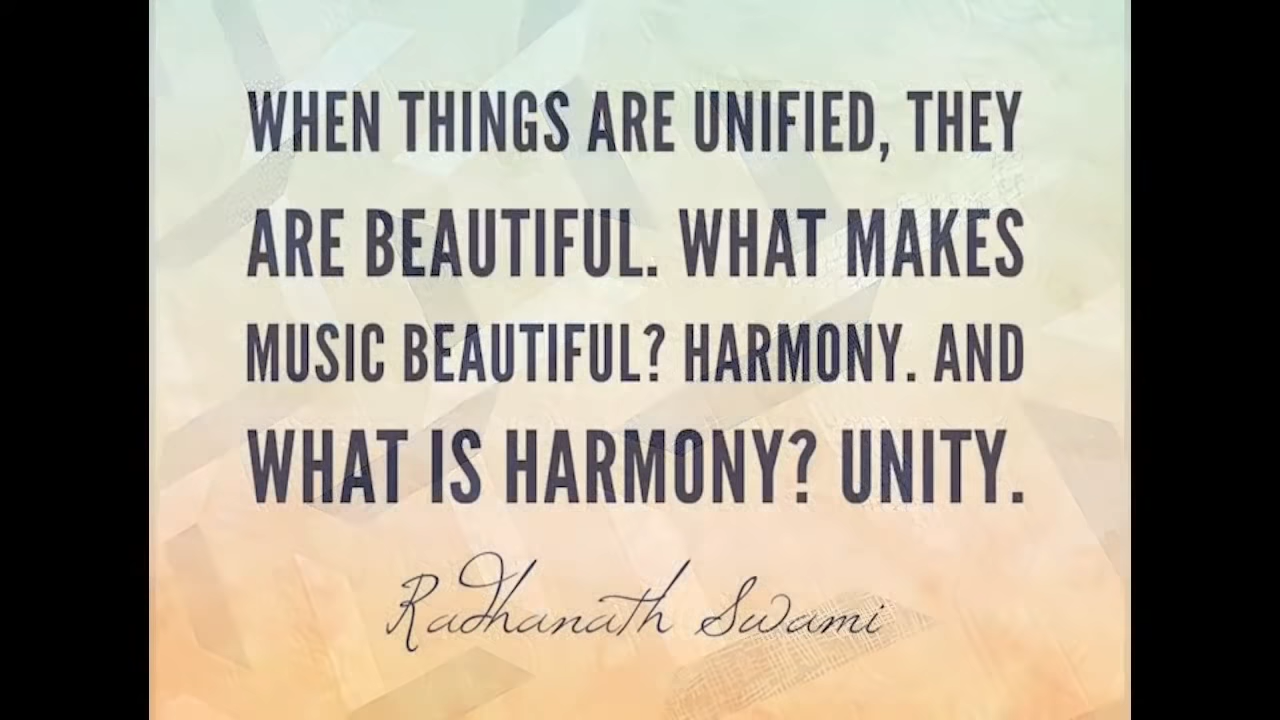 WHEN THINGS ARE UNIFIED, THEY
ARE BEAUTIFUL. WHAT MAKES
MUSIC BEAUTIFUL? HARMONY. AND
WHAT IS HARMONY? UNITY.
Radhanath Swami